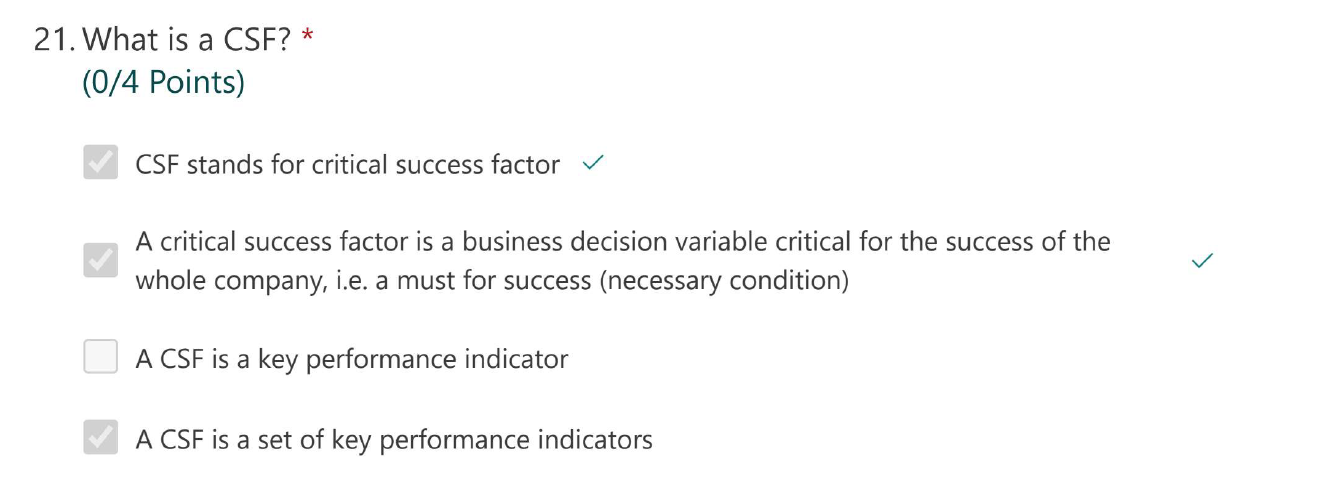 21. What is a CSF? *
(0/4 Points)
CSF stands for critical success factor
A critical success factor is a business decision variable critical for the success of the
whole company, i.e. a must for success (necessary condition)
A CSF is a key performance indicator
A CSF is a set of key performance indicators